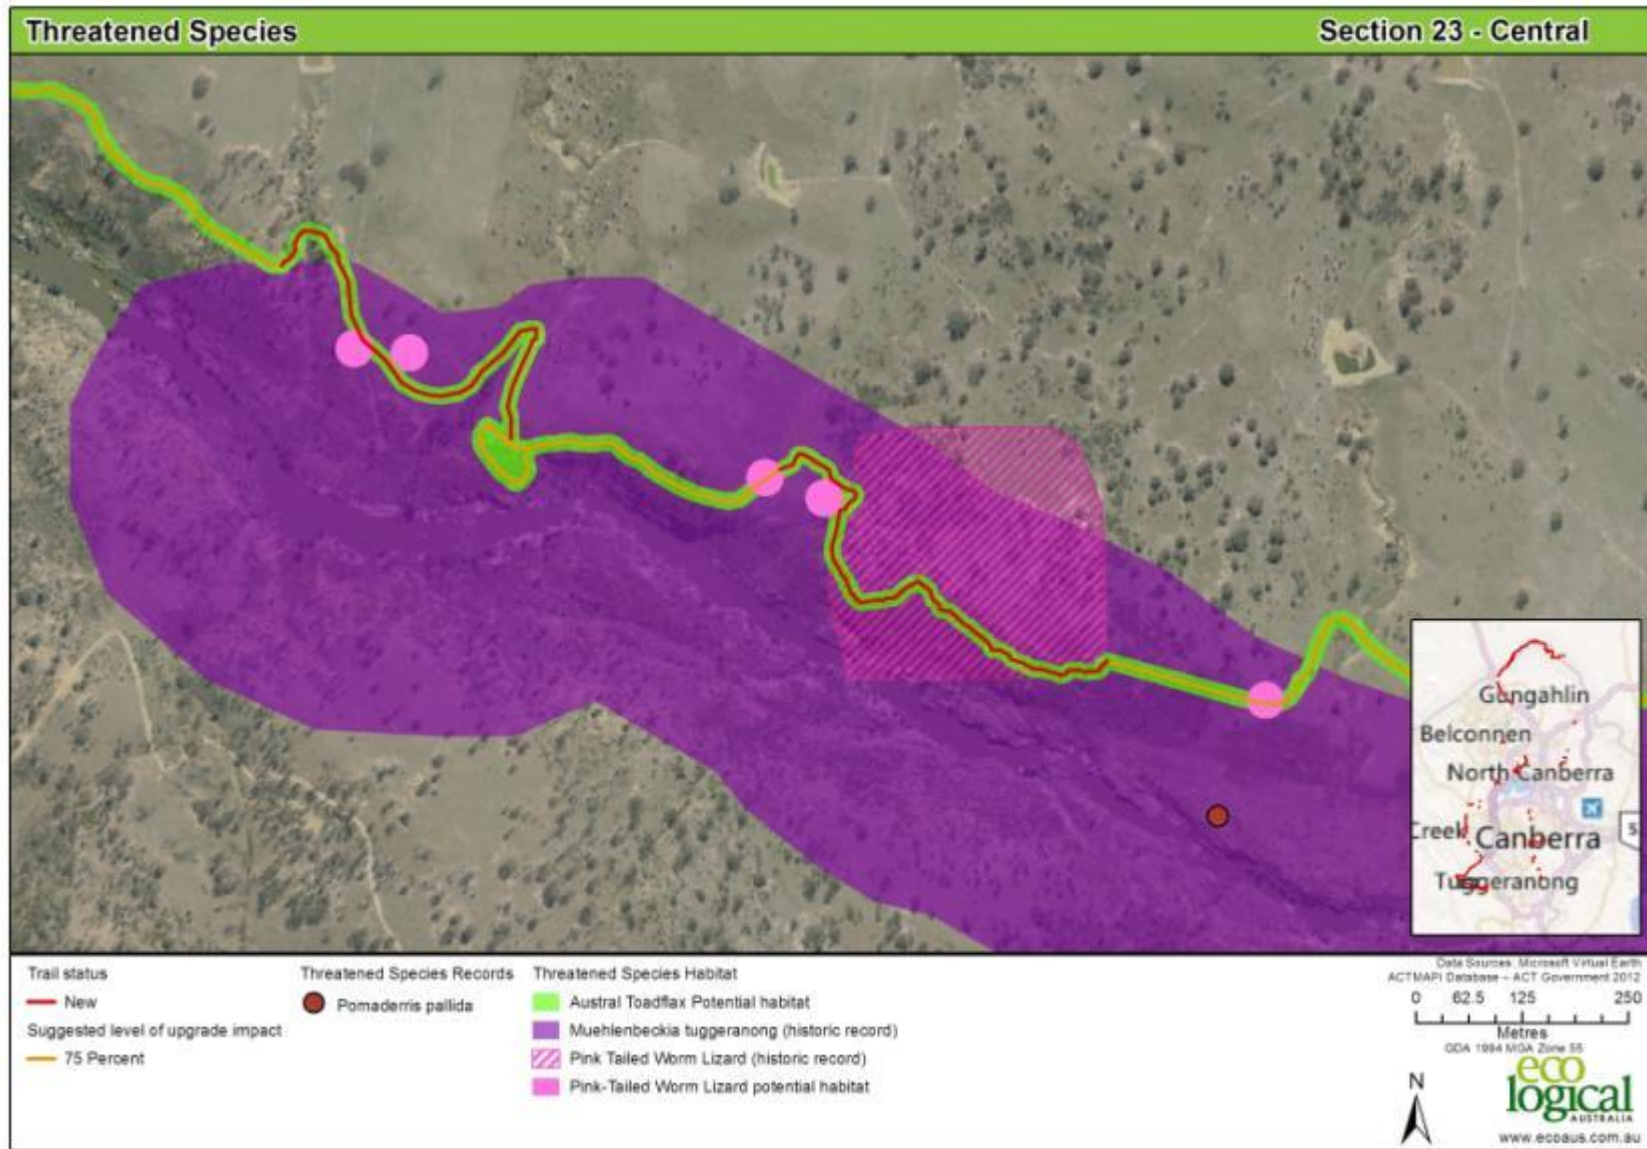 Threatened Species
Section 23 - Central
Gungahlin
Belconnen
North Canberra
Creek
Canberra
5
Tuggeranong
Trail status
New
Suggested level of upgrade impact
75 Percent
Threatened Species Records
Pomaderris pallida
Threatened Species Habitat
Austral Toadflax Potential habitat
Muehlenbeckia tuggeranong (historic record)
Pink Tailed Worm Lizard (historic record)
Pink-Tailed Worm Lizard potential habitat
Data Sources: Microsoft Virtual Earth
ACTMAPI Database – ACT Government 2012
0 62.5 125 250
Metres
GDA 1994 MGA Zone 55
N
eco
logical
AUSTRALIA
www.ecoaus.com.au